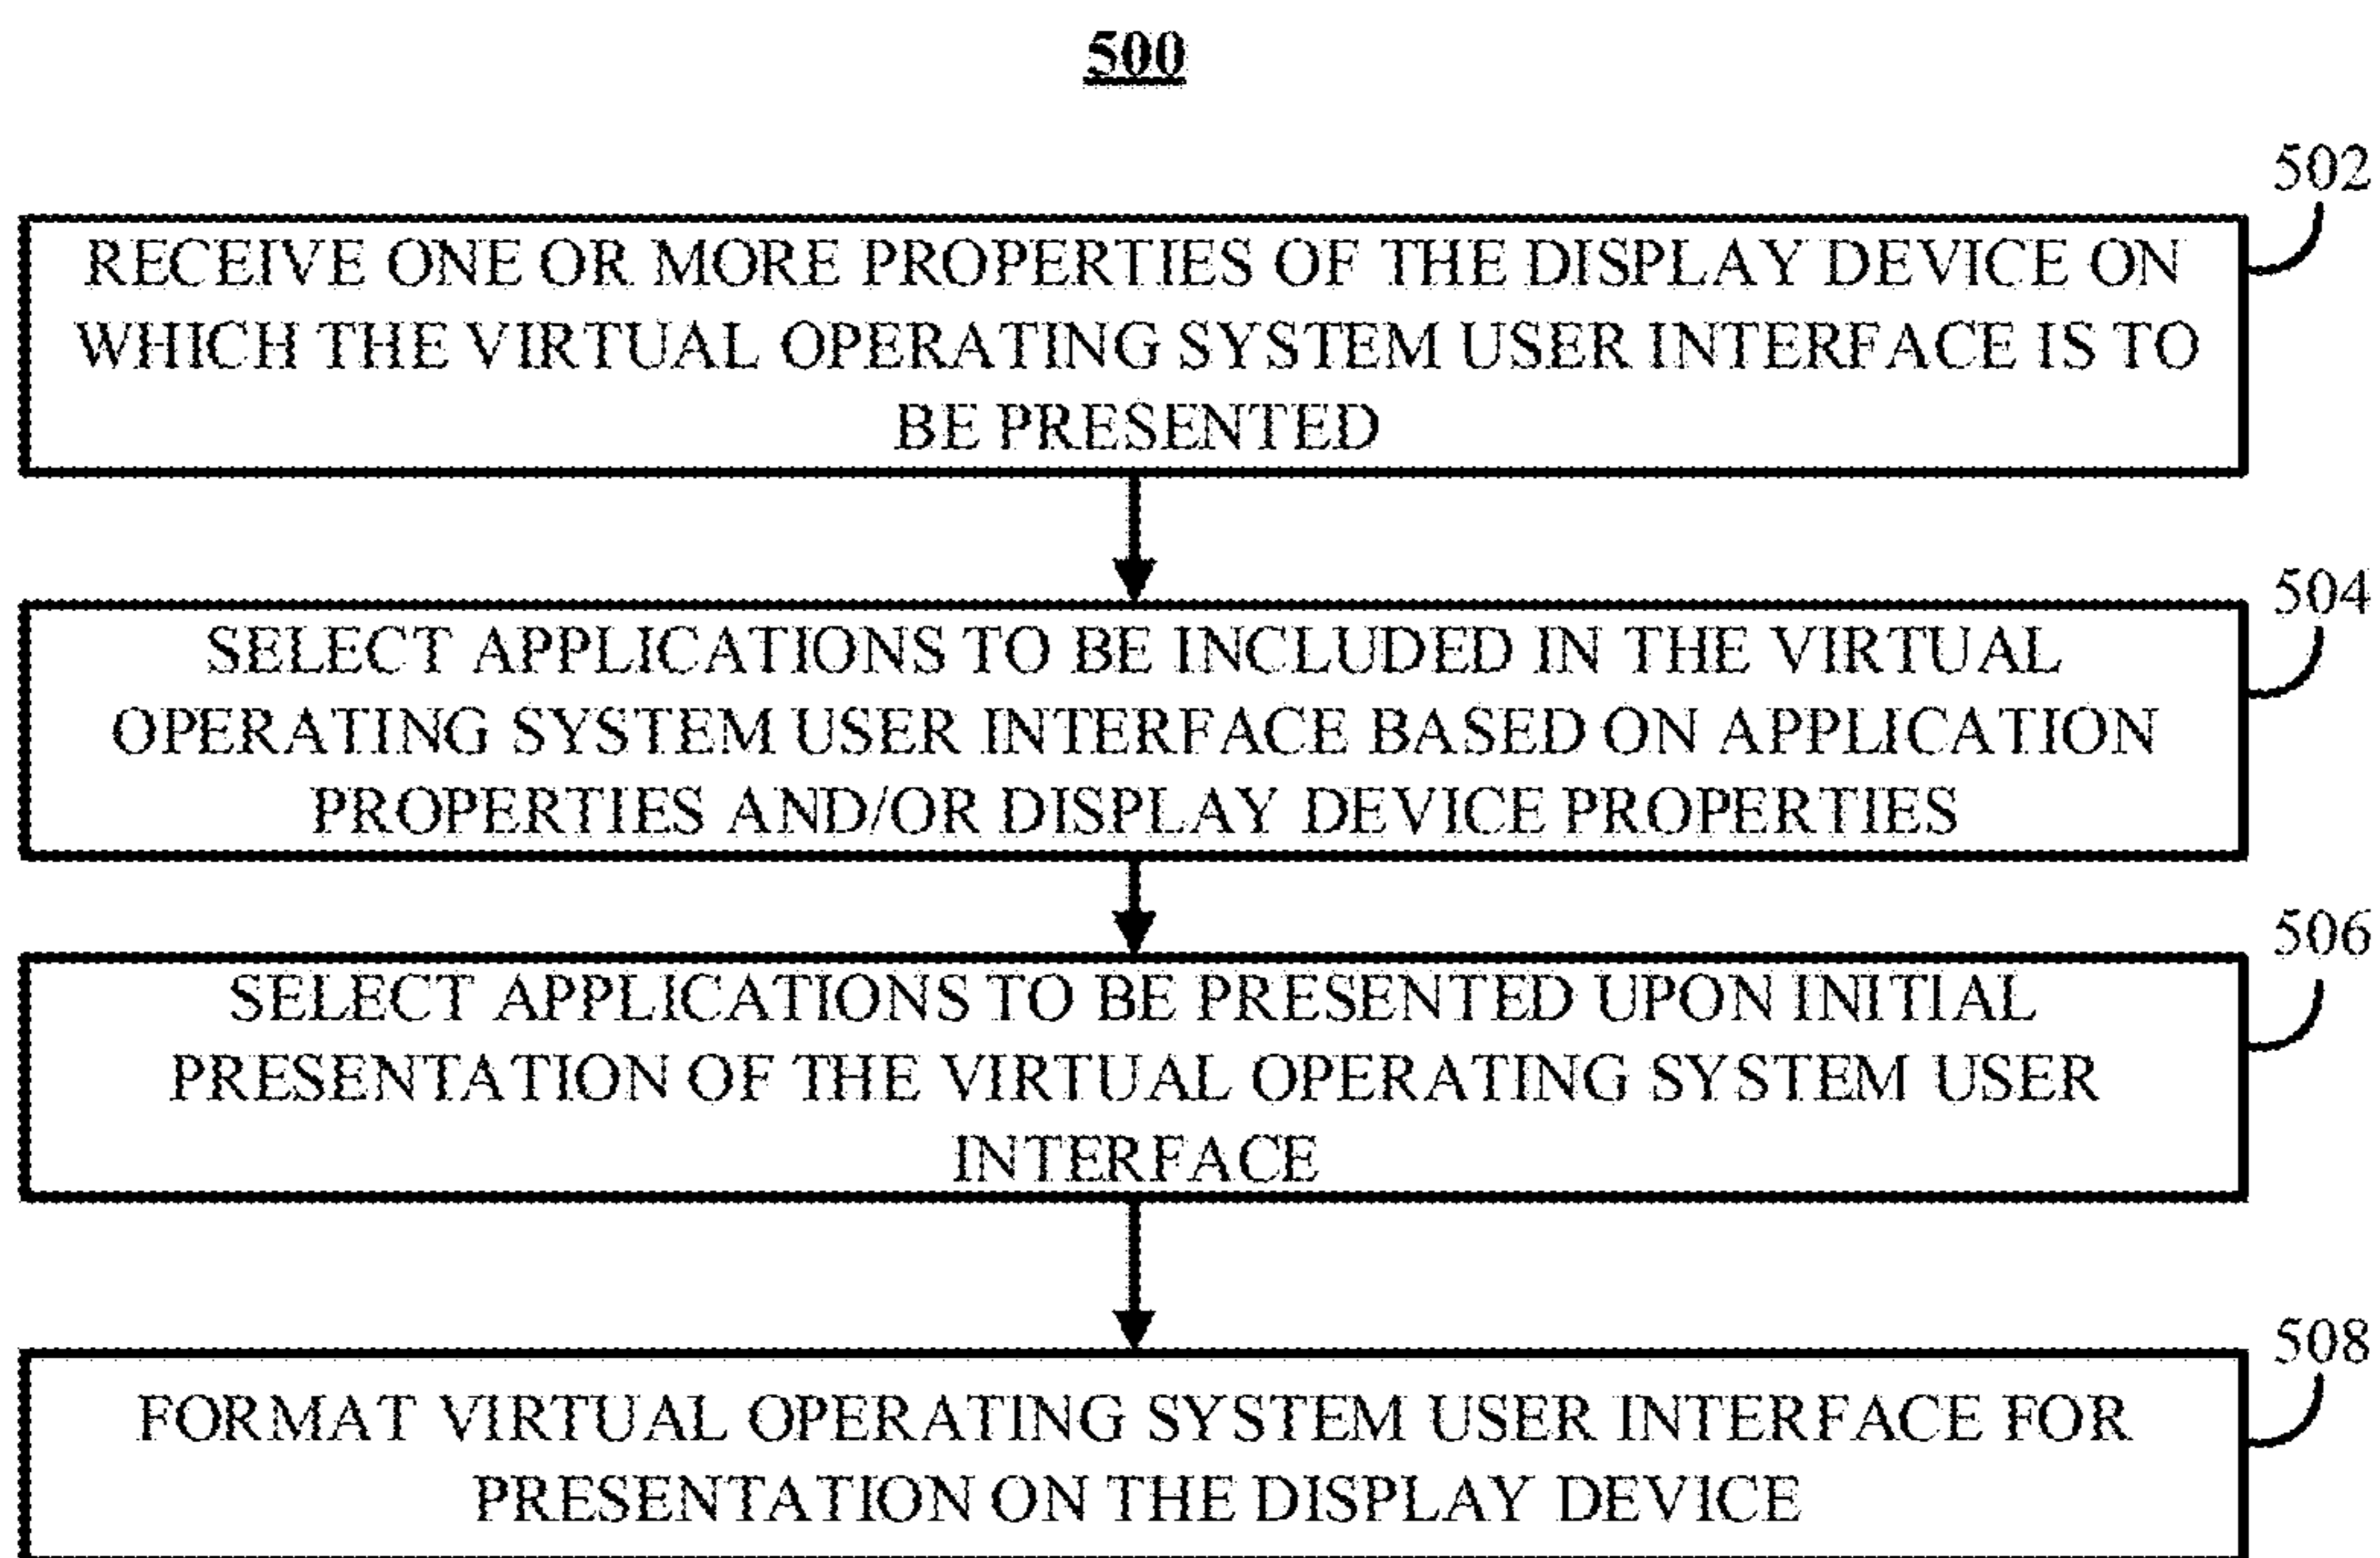 500
502
RECEIVE ONE OR MORE PROPERTIES OF THE DISPLAY DEVICE ON
WHICH THE VIRTUAL OPERATING SYSTEM USER INTERFACE IS TO
BE PRESENTED
504
SELECT APPLICATIONS TO BE INCLUDED IN THE VIRTUAL
OPERATING SYSTEM USER INTERFACE BASED ON APPLICATION
PROPERTIES AND/OR DISPLAY DEVICE PROPERTIES
506
SELECT APPLICATIONS TO BE PRESENTED UPON INITIAL
PRESENTATION OF THE VIRTUAL OPERATING SYSTEM USER
INTERFACE
508
FORMAT VIRTUAL OPERATING SYSTEM USER INTERFACE FOR
PRESENTATION ON THE DISPLAY DEVICE